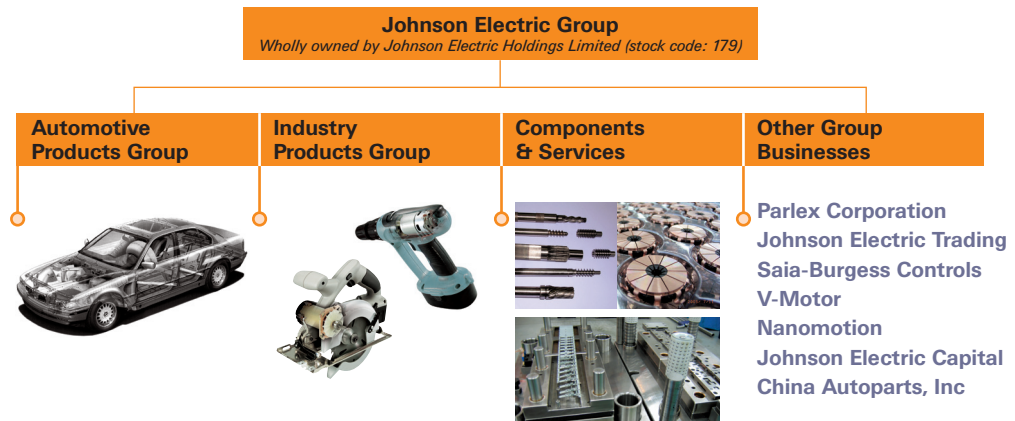 Johnson Electric Group
Wholly owned by Johnson Electric Holdings Limited (stock code: 179)
Automotive
Products Group
Industry
Products Group
Components
& Services
Other Group
Businesses
Parlex Corporation
Johnson Electric Trading
Saia-Burgess Controls
V-Motor
Nanomotion
Johnson Electric Capital
China Autoparts, Inc